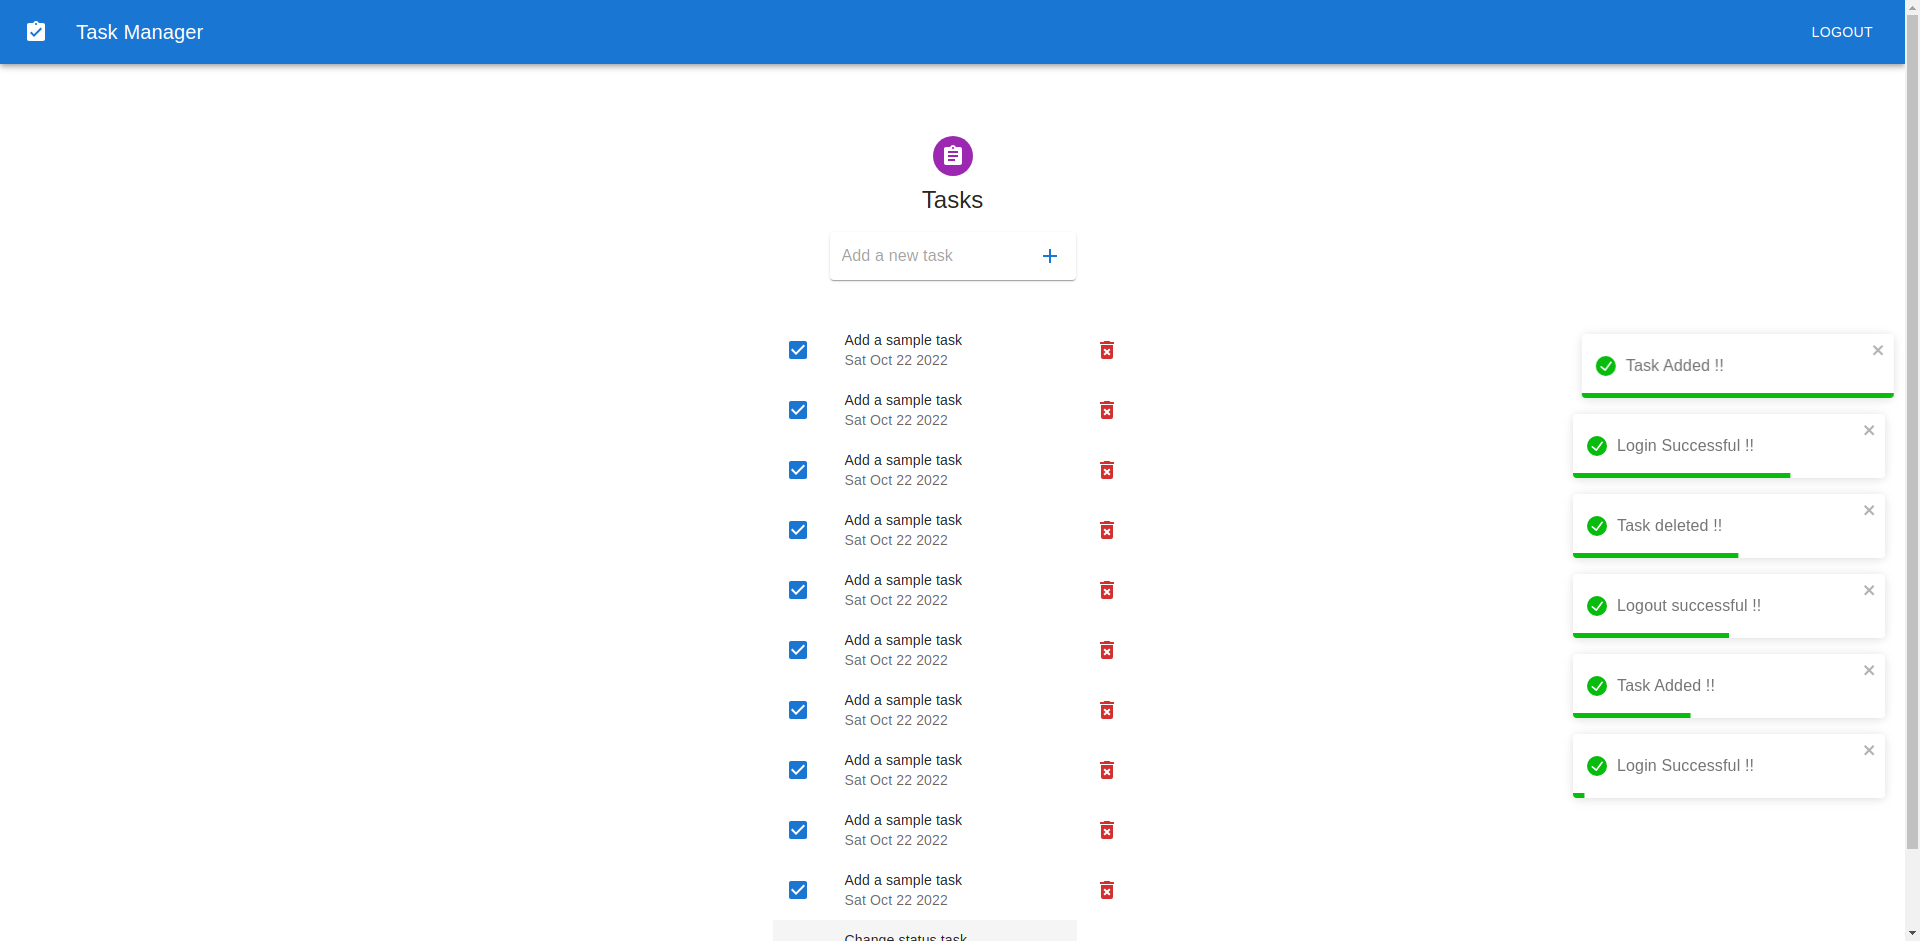 Task Manager
LOGOUT
Tasks
Add a new task
Add a sample task
Sat Oct 22 2022
Add a sample task
Sat Oct 22 2022
Add a sample task
Sat Oct 22 2022
Add a sample task
Sat Oct 22 2022
Add a sample task
Sat Oct 22 2022
Add a sample task
Sat Oct 22 2022
Add a sample task
Sat Oct 22 2022
Add a sample task
Sat Oct 22 2022
Add a sample task
Sat Oct 22 2022
Add a sample task
Sat Oct 22 2022
Change status task
Task Added !!
Login Successful !!
Task deleted !!
Logout successful !!
Task Added !!
Login Successful !!